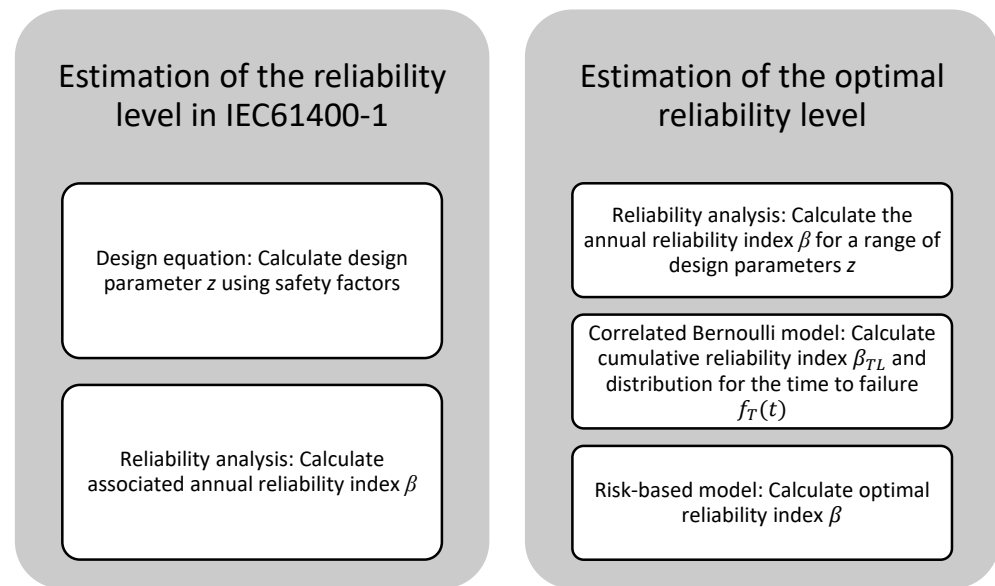 Estimation of the reliability
level in IEC61400-1
Design equation: Calculate design
parameter z using safety factors
Reliability analysis: Calculate
associated annual reliability index β
Estimation of the optimal
reliability level
Reliability analysis: Calculate the
annual reliability index β for a range of
design parameters z
Correlated Bernoulli model: Calculate
cumulative reliability index β_{TL} and
distribution for the time to failure
f_T(t)
Risk-based model: Calculate optimal
reliability index β